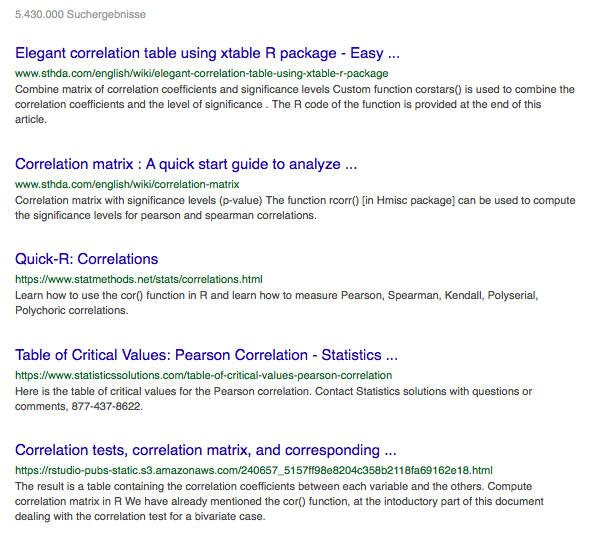 5.430.000 Suchergebnisse
Elegant correlation table using xtable R package - Easy ...
www.sthda.com/english/wiki/elegant-correlation-table-using-xtable-r-package
Combine matrix of correlation coefficients and significance levels Custom function corstars() is used to combine the
correlation coefficients and the level of significance . The R code of the function is provided at the end of this
article.
Correlation matrix : A quick start guide to analyze ...
www.sthda.com/english/wiki/correlation-matrix
Correlation matrix with significance levels (p-value) The function rcorr() [in Hmisc package] can be used to compute
the significance levels for pearson and spearman correlations.
Quick-R: Correlations
https://www.statmethods.net/stats/correlations.html
Learn how to use the cor() function in R and learn how to measure Pearson, Spearman, Kendall, Polyserial,
Polychoric correlations.
Table of Critical Values: Pearson Correlation - Statistics ...
https://www.statisticssolutions.com/table-of-critical-values-pearson-correlation
Here is the table of critical values for the Pearson correlation. Contact Statistics solutions with questions or
comments, 877-437-8622.
Correlation tests, correlation matrix, and corresponding ...
https://rstudio-pubs-static.s3.amazonaws.com/240657_5157ff98e8204c358b2118fa69162e18.html
The result is a table containing the correlation coefficients between each variable and the others. Compute
correlation matrix in R We have already mentioned the cor() function, at the intoductory part of this document
dealing with the correlation test for a bivariate case.